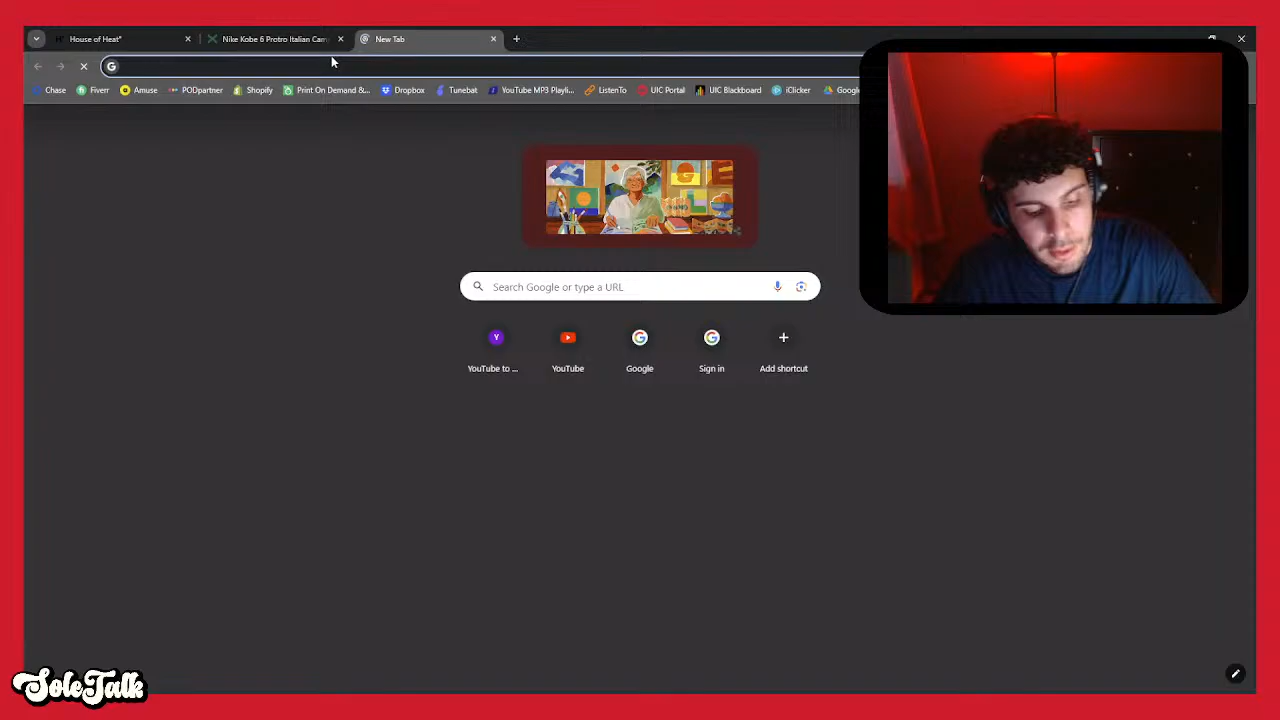 House of Heat°
Nike Kobe 6 Protro Italian Cam
New Tab
Chase
Fiverr
Amuse
PODpartner
Shopify
Print On Demand &...
Dropbox
Tunebat
YouTube MP3 Playli...
ListenTo
UIC Portal
UIC Blackboard
iClicker
Google
Search Google or type a URL
YouTube to ...
YouTube
Google
Sign in
Add shortcut
SoleTalk